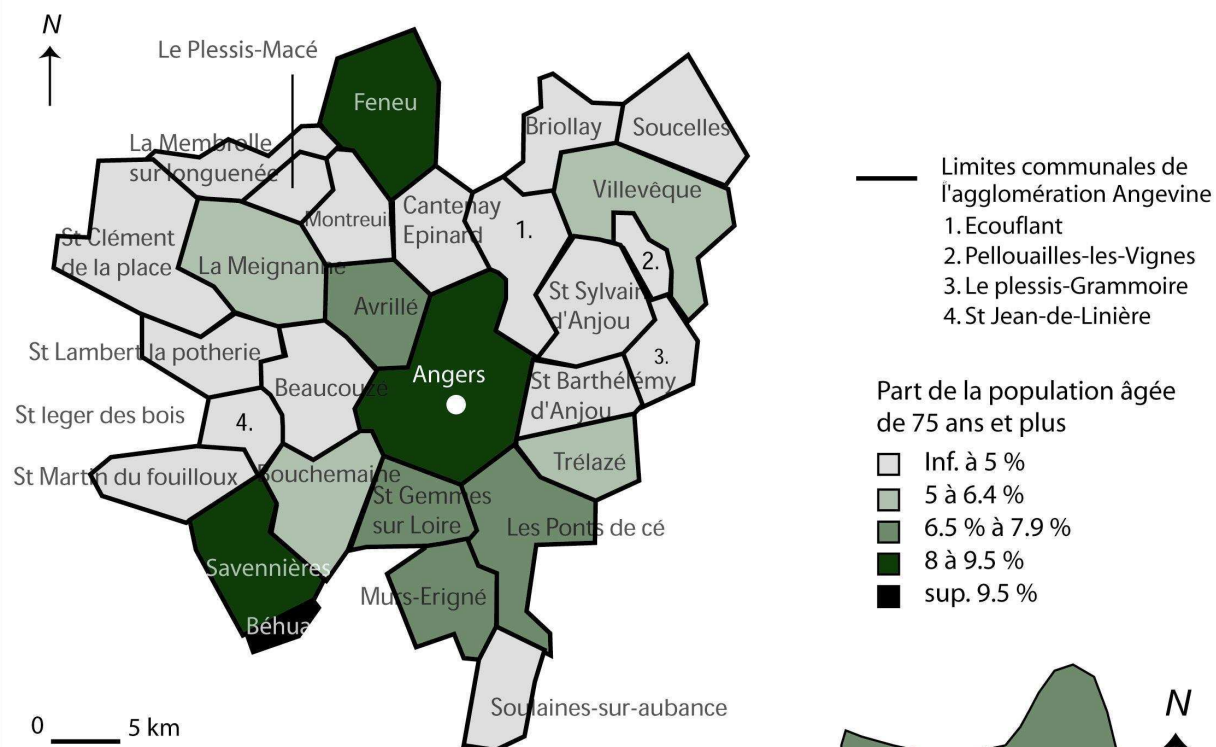 N
Le Plessis-Macé
Feneu
La Membrolle
sur longuenée
Briollay
Soucelles
Villevêque
Montreuil
Cantenay
Epinard
1.
St Clément
de la place
La Meignanne
2.
Avrillé
St Sylvain
d'Anjou
St Lambert la potherie
3.
Beaucouzé
Angers
St Barthélémy
d'Anjou
St leger des bois
4.
Trélazé
St Martin du fouilloux
Bouchemaine
St Gemmes
sur Loire
Les Ponts de cé
Savennières
Murs-Erigné
Béhua
Soulaines-sur-aubance
0 5 km
Limites communales de
l'agglomération Angevine
1. Ecouflant
2. Pellouailles-les-Vignes
3. Le plessis-Grammoire
4. St Jean-de-Linière
Part de la population âgée
de 75 ans et plus
Inf. à 5 %
5 à 6.4 %
6.5 % à 7.9 %
8 à 9.5 %
sup. 9.5 %
N